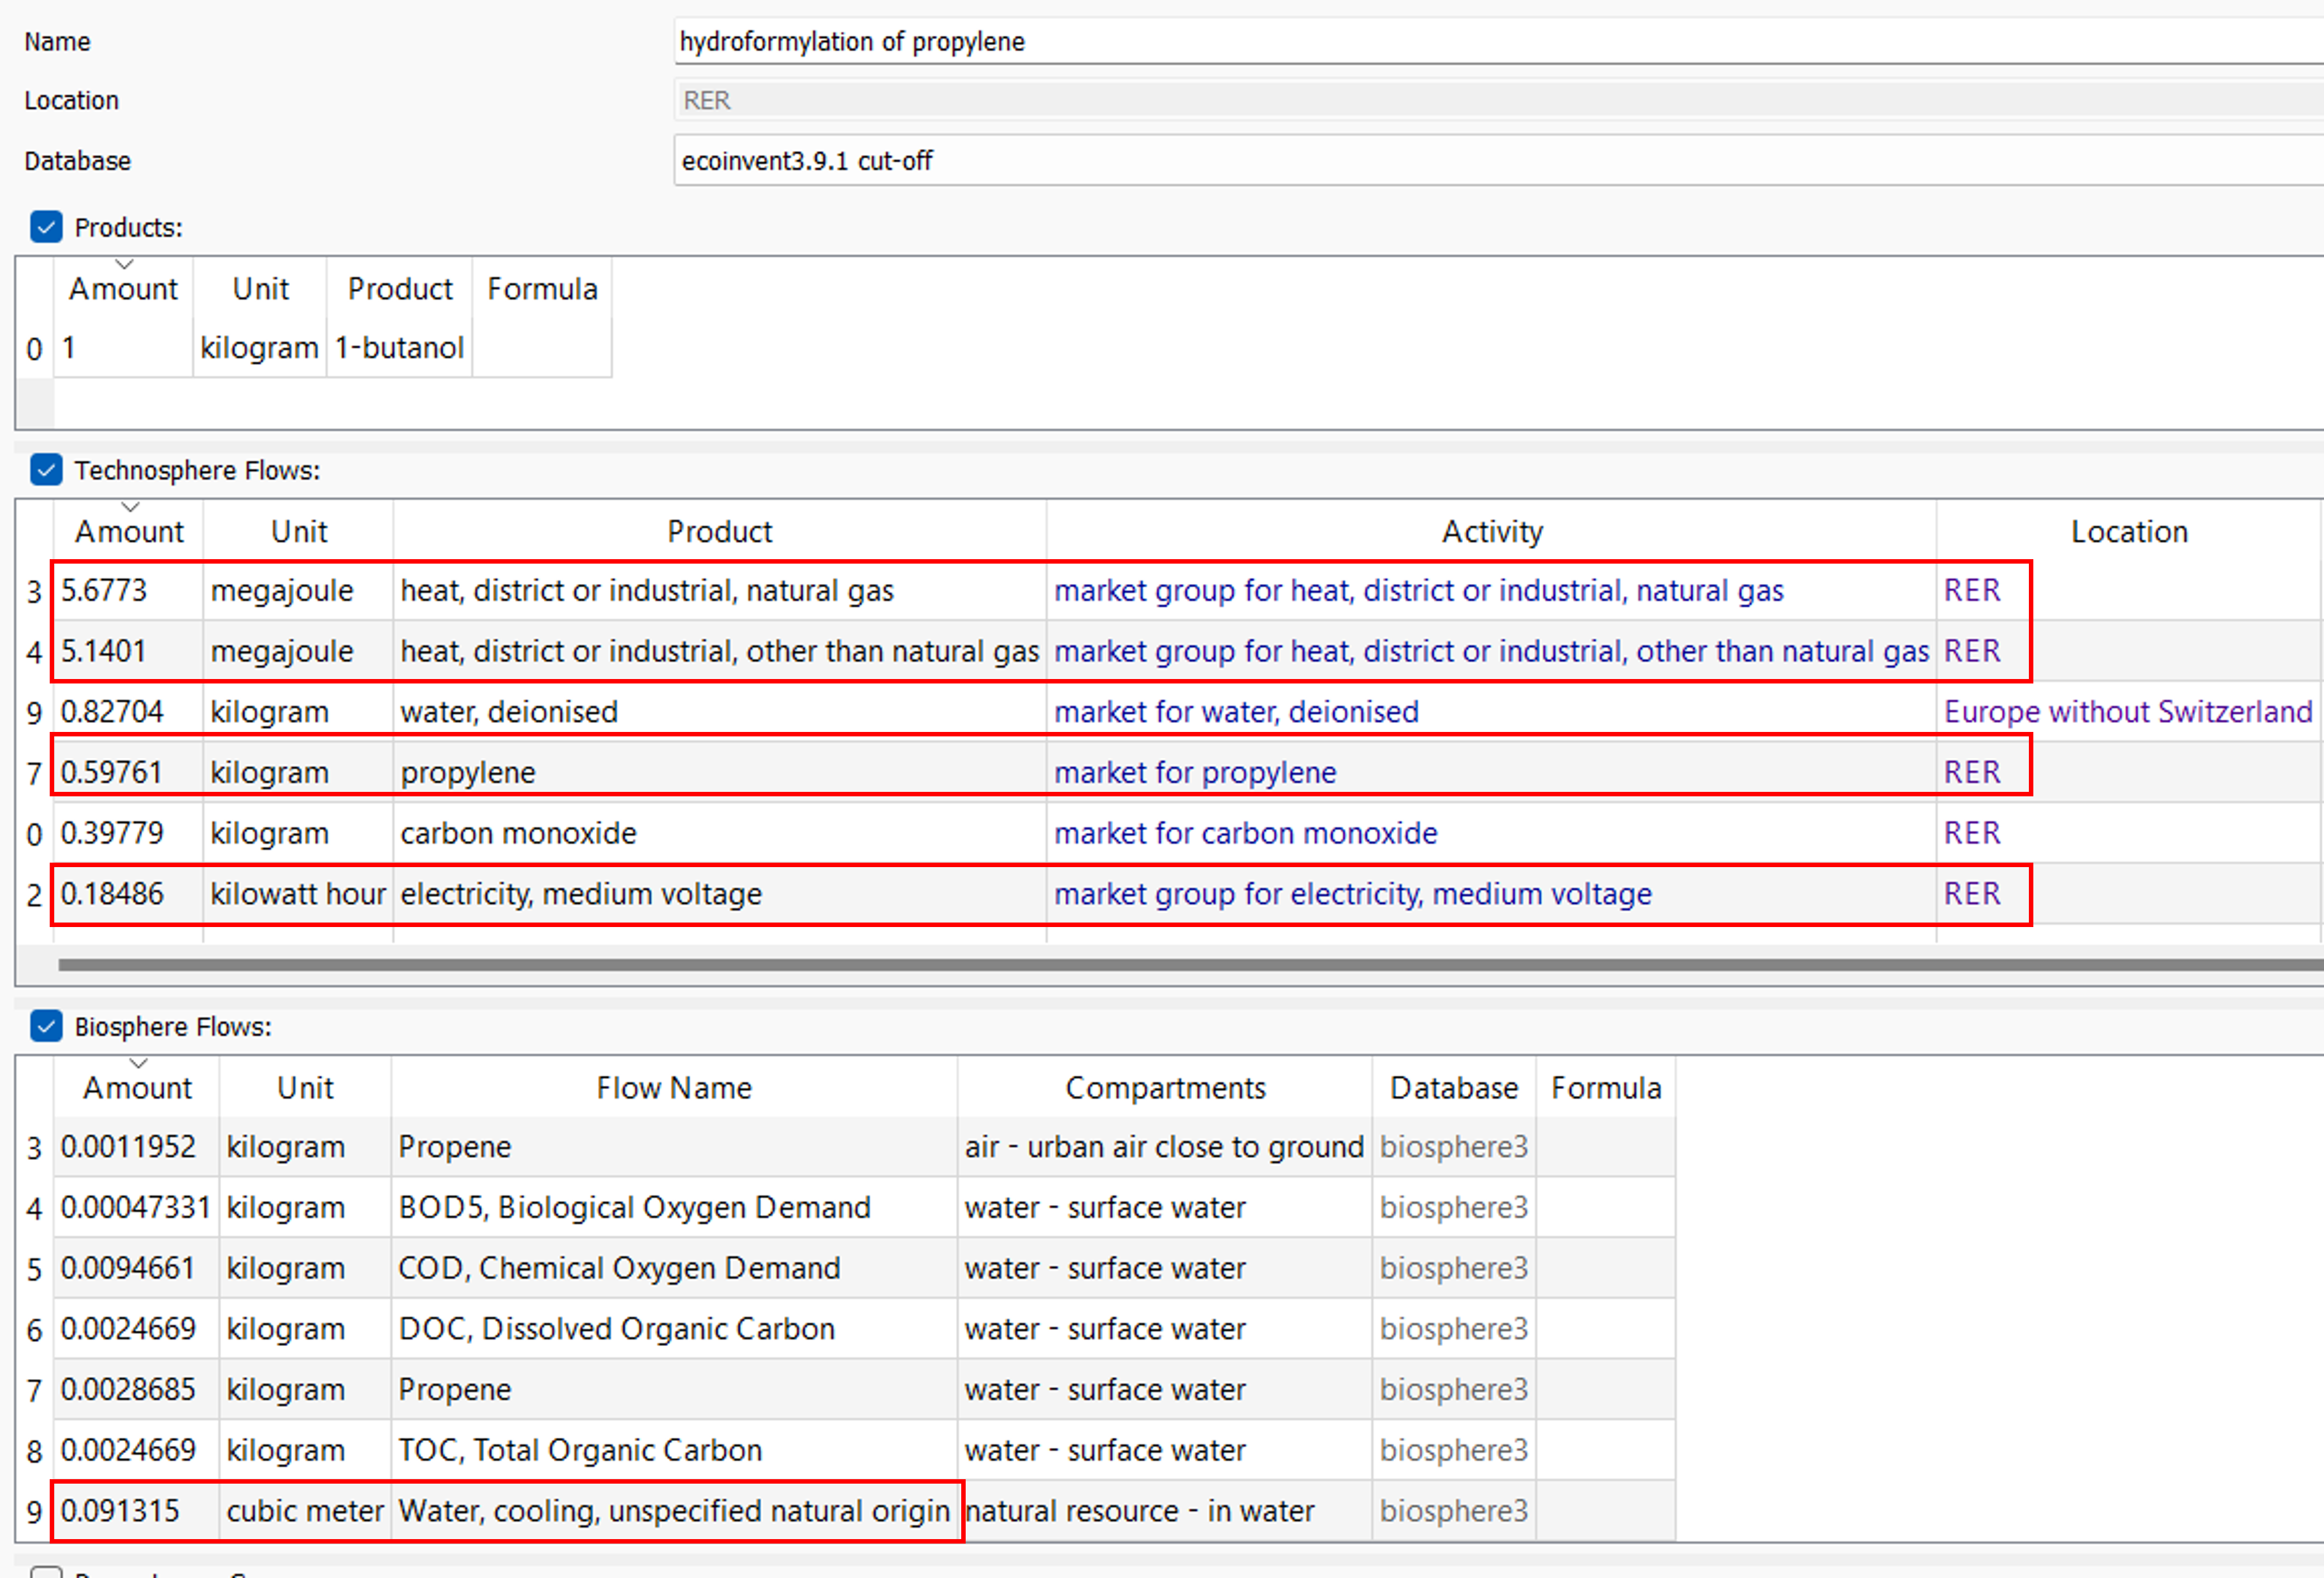 Name hydroformylation of propylene
Location RER
Database ecoinvent3.9.1 cut-off
Products:
Amount Unit Product Formula
0 1 kilogram 1-butanol
Technosphere Flows:
Amount Unit Product Activity Location
3 5.6773 megajoule heat, district or industrial, natural gas market group for heat, district or industrial, natural gas RER
4 5.1401 megajoule heat, district or industrial, other than natural gas market group for heat, district or industrial, other than natural gas RER
9 0.82704 kilogram water, deionised market for water, deionised Europe without Switzerland
7 0.59761 kilogram propylene market for propylene RER
0 0.39779 kilogram carbon monoxide market for carbon monoxide RER
2 0.18486 kilowatt hour electricity, medium voltage market group for electricity, medium voltage RER
Biosphere Flows:
Amount Unit Flow Name Compartments Database Formula
3 0.0011952 kilogram Propene air - urban air close to ground biosphere3
4 0.00047331 kilogram BOD5, Biological Oxygen Demand water - surface water biosphere3
5 0.0094661 kilogram COD, Chemical Oxygen Demand water - surface water biosphere3
6 0.0024669 kilogram DOC, Dissolved Organic Carbon water - surface water biosphere3
7 0.0028685 kilogram Propene water - surface water biosphere3
8 0.0024669 kilogram TOC, Total Organic Carbon water - surface water biosphere3
9 0.091315 cubic meter Water, cooling, unspecified natural origin natural resource - in water biosphere3